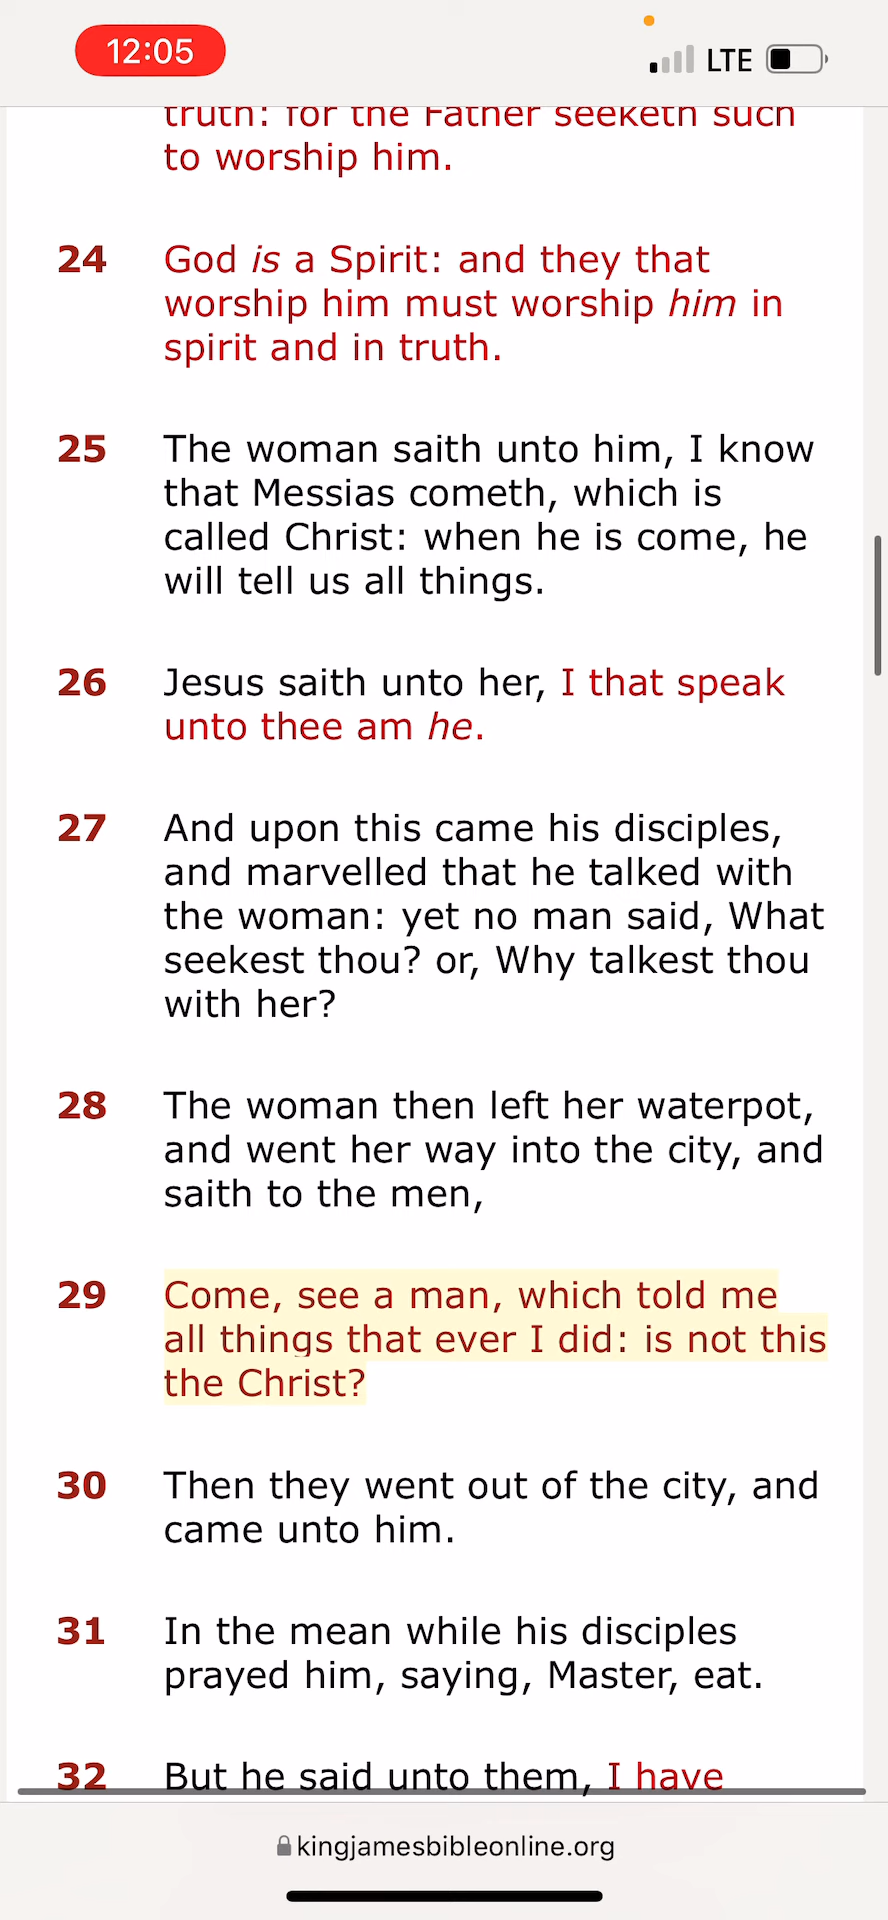 12:05
LTE
truth: for the Father seeketh such
to worship him.
24 God is a Spirit: and they that
worship him must worship him in
spirit and in truth.
25 The woman saith unto him, I know
that Messias cometh, which is
called Christ: when he is come, he
will tell us all things.
26 Jesus saith unto her, I that speak
unto thee am he.
27 And upon this came his disciples,
and marvelled that he talked with
the woman: yet no man said, What
seekest thou? or, Why talkest thou
with her?
28 The woman then left her waterpot,
and went her way into the city, and
saith to the men,
29 Come, see a man, which told me
all things that ever I did: is not this
the Christ?
30 Then they went out of the city, and
came unto him.
31 In the mean while his disciples
prayed him, saying, Master, eat.
32 But he said unto them, I have
kingjamesbibleonline.org